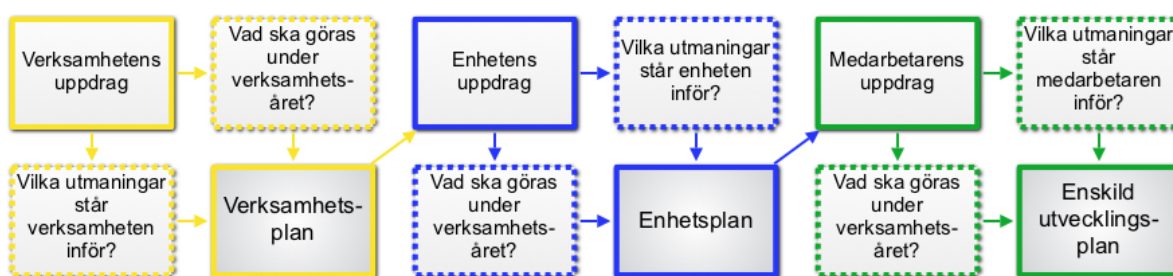 Verksamhetens
uppdrag
Vad ska göras
under
verksamhets-
året?
Vilka utmaningar
står
verksamheten
inför?
Verksamhets-
plan
Enhetens
uppdrag
Vilka utmaningar
står enheten
inför?
Vad ska göras
under
verksamhets-
året?
Enhetsplan
Medarbetarens
uppdrag
Vilka utmaningar
står
medarbetaren
inför?
Vad ska göras
under
verksamhets-
året?
Enskild
utvecklings-
plan